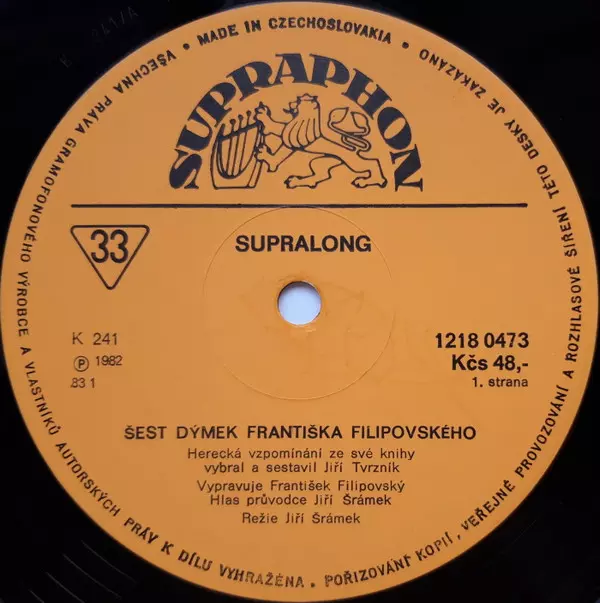 VŠECHNA PRÁVA GRAMOFONOVÉHO VÝROBCE A VLASTNÍKŮ AUTORSKÝCH PRÁV K DÍLU VYHRAŽENA • POŘIZOVÁNÍ KOPIÍ, VEŘEJNÉ PROVOZOVÁNÍ A ROZHLASOVÉ ŠÍŘENÍ TÉTO DESKY JE ZAKÁZÁNO
• MADE IN CZECHOSLOVAKIA •
SUPRAPHON
33
SUPRALONG
K 241
Ⓟ 1982
83 1
1218 0473
Kčs 48,-
1. strana
ŠEST DÝMEK FRANTIŠKA FILIPOVSKÉHO
Herecká vzpomínání ze své knihy
vybral a sestavil Jiří Tvrzník
Vypravuje František Filipovský
Hlas průvodce Jiří Šrámek
Režie Jiří Šrámek